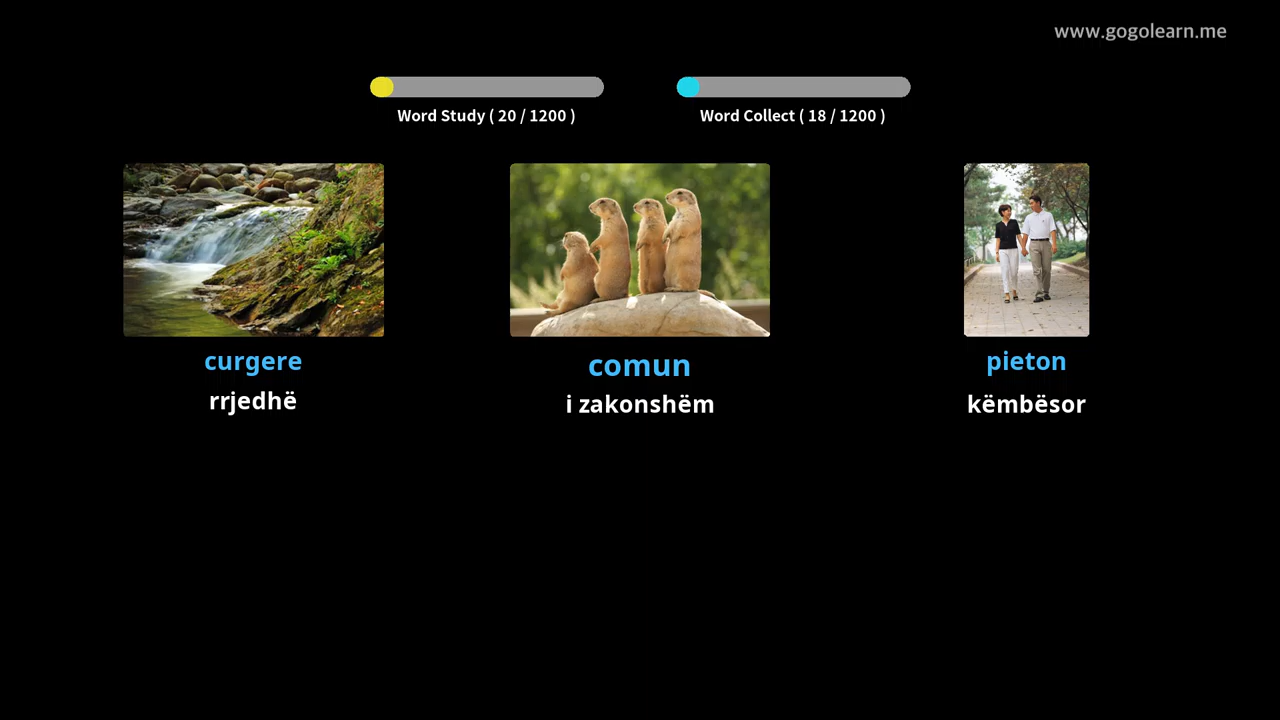 www.gogolearn.me
Word Study ( 20 / 1200 )
Word Collect ( 18 / 1200 )
curgere
rrjedhë
comun
i zakonshëm
pieton
këmbësor